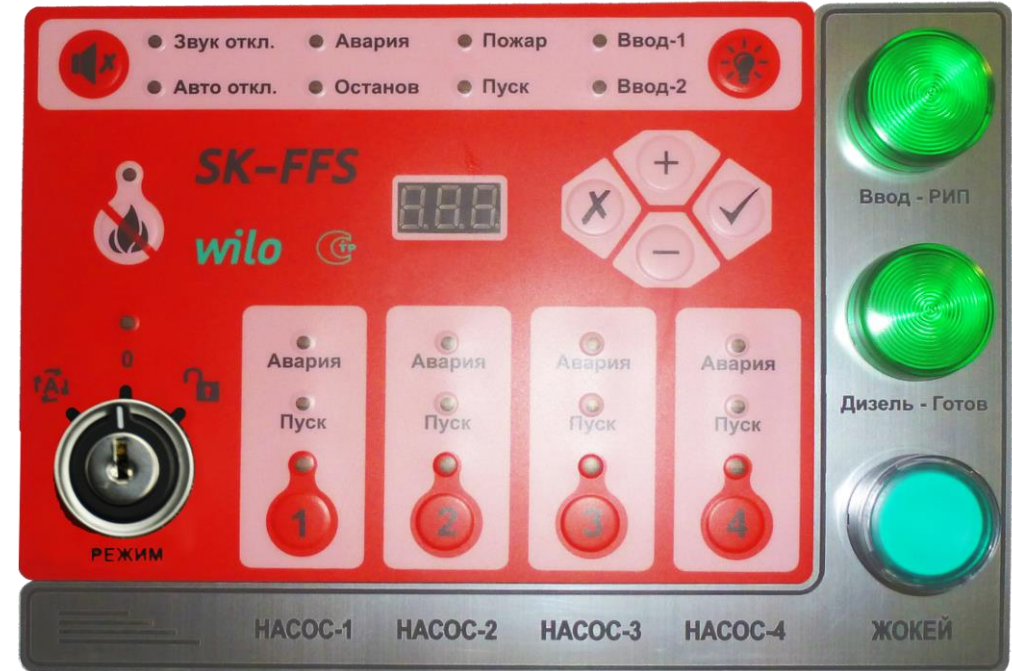 Звук откл. Авария Пожар Ввод-1
Авто откл. Останов Пуск Ввод-2
SK-FFS
wilo СТР
Ввод - РИП
Дизель - Готов
0
A
РЕЖИМ
Авария Авария Авария Авария
Пуск Пуск Пуск Пуск
1 2 3 4
НАСОС-1 НАСОС-2 НАСОС-3 НАСОС-4 ЖОКЕЙ